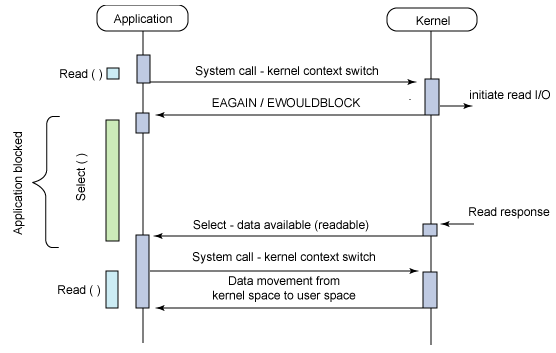 Application
Kernel
Read ( )
System call - kernel context switch
initiate read I/O
EAGAIN / EWOULDBLOCK
Application blocked
Select ( )
Read response
Select - data available (readable)
System call - kernel context switch
Read ( )
Data movement from
kernel space to user space